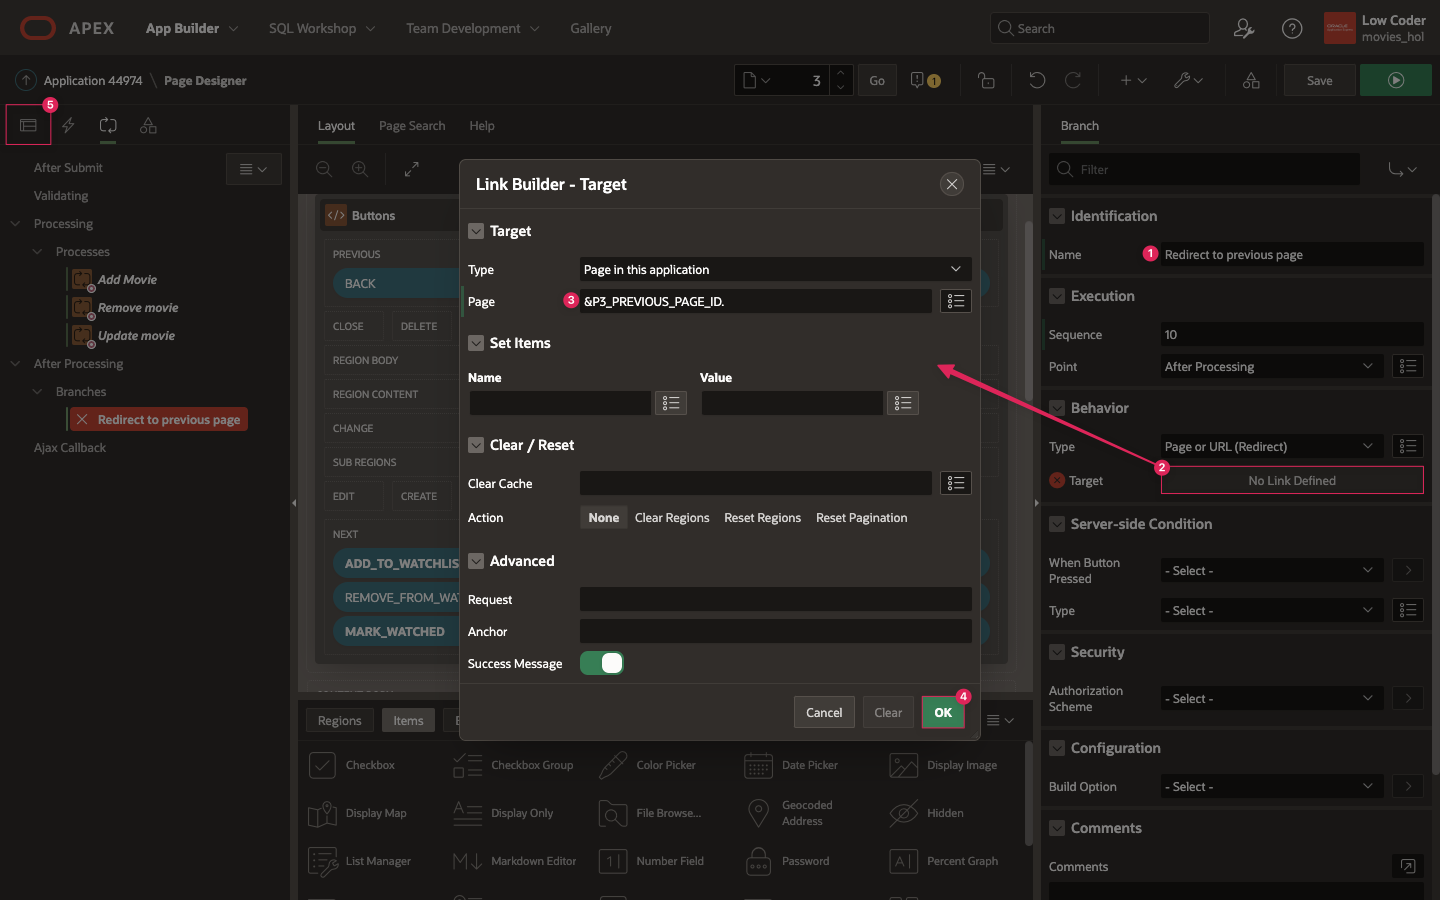 APEX
App Builder
SQL Workshop
Team Development
Gallery
Search
Low Coder
movies_hol
Application 44974 \ Page Designer
3
Go
1
Save
5
After Submit
Validating
Processing
Processes
Add Movie
Remove movie
Update movie
After Processing
Branches
Redirect to previous page
Ajax Callback
Layout
Page Search
Help
Buttons
PREVIOUS
BACK
CLOSE
DELETE
REGION BODY
REGION CONTENT
CHANGE
SUB REGIONS
EDIT
CREATE
NEXT
ADD_TO_WATCHLIS
REMOVE_FROM_WAT
MARK_WATCHED
Link Builder - Target
Target
Type
Page in this application
Page
3
&P3_PREVIOUS_PAGE_ID.
Set Items
Name
Value
Clear / Reset
Clear Cache
Action
None
Clear Regions
Reset Regions
Reset Pagination
Advanced
Request
Anchor
Success Message
Cancel
Clear
OK
4
Regions
Items
Checkbox
Checkbox Group
Color Picker
Date Picker
Display Image
Display Map
Display Only
File Browse...
Geocoded
Address
Hidden
List Manager
Markdown Editor
Number Field
Password
Percent Graph
Branch
Filter
Identification
Name
1
Redirect to previous page
Execution
Sequence
10
Point
After Processing
Behavior
Type
Page or URL (Redirect)
2
Target
No Link Defined
Server-side Condition
When Button
Pressed
- Select -
Type
- Select -
Security
Authorization
Scheme
- Select -
Configuration
Build Option
- Select -
Comments
Comments